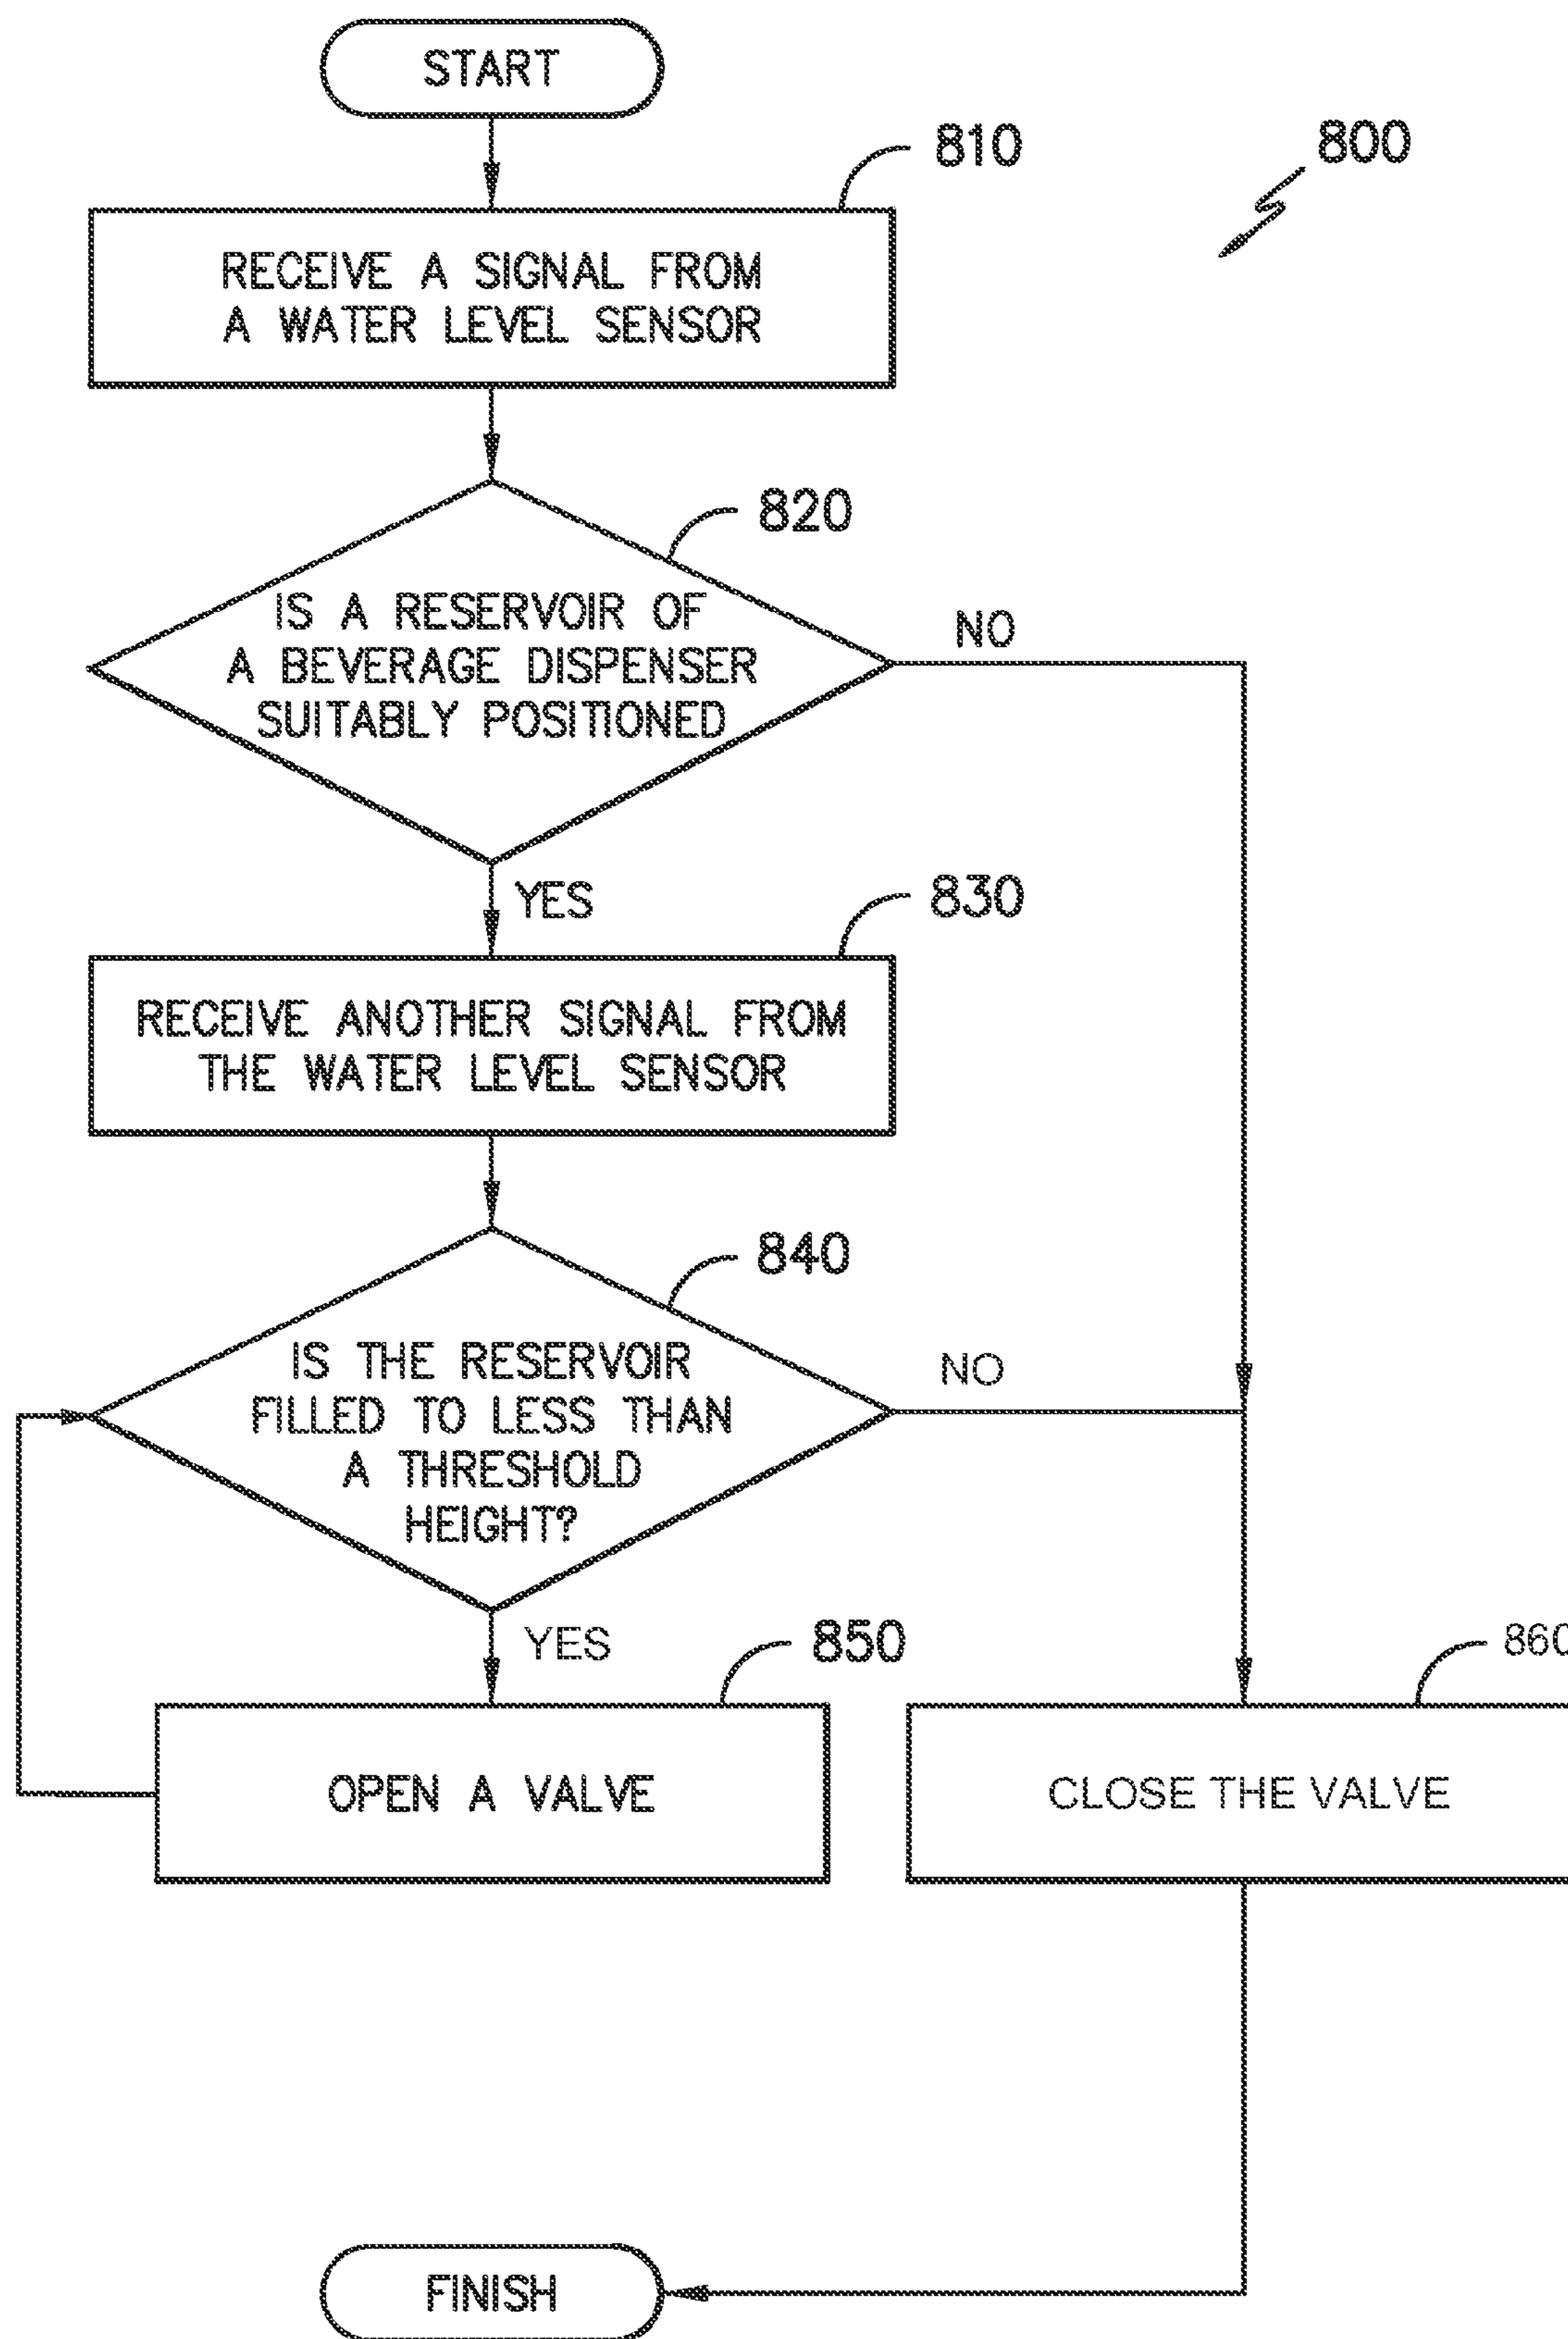 START
810
800
RECEIVE A SIGNAL FROM
A WATER LEVEL SENSOR
820
IS A RESERVOIR OF
A BEVERAGE DISPENSER
SUITABLY POSITIONED
NO
YES
830
RECEIVE ANOTHER SIGNAL FROM
THE WATER LEVEL SENSOR
840
IS THE RESERVOIR
FILLED TO LESS THAN
A THRESHOLD
HEIGHT?
NO
YES
850
860
OPEN A VALVE
CLOSE THE VALVE
FINISH